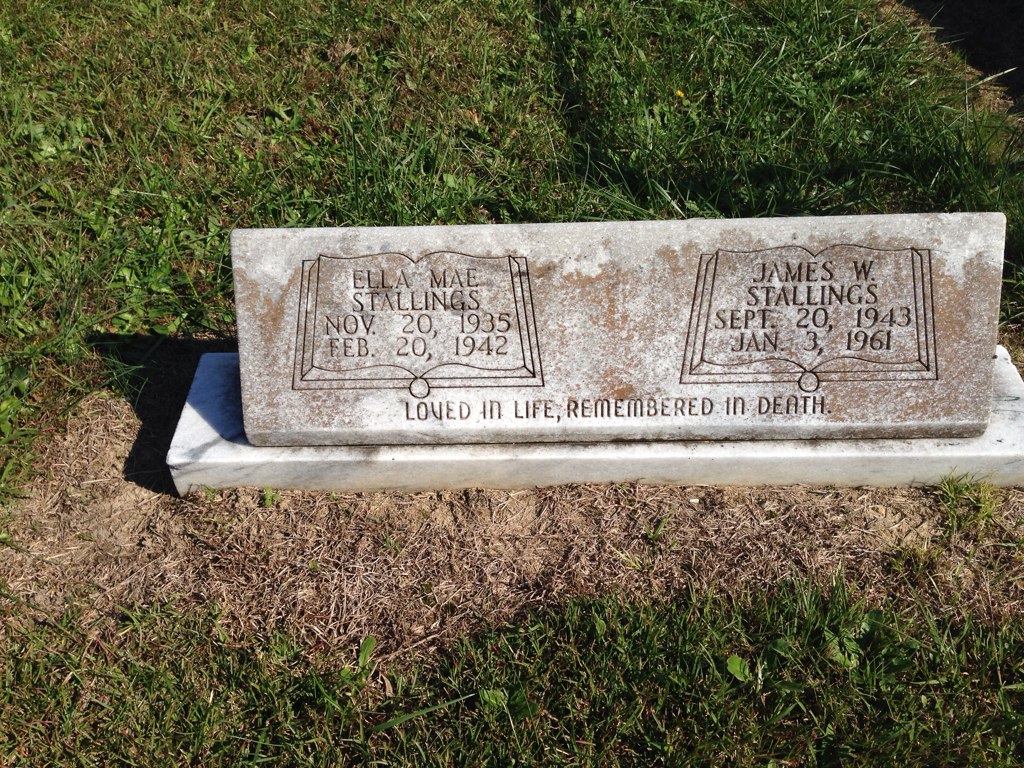 ELLA MAE
STALLINGS
NOV. 20, 1935
FEB. 20, 1942
JAMES W.
STALLINGS
SEPT. 20, 1943
JAN. 3, 1961
LOVED IN LIFE, REMEMBERED IN DEATH.